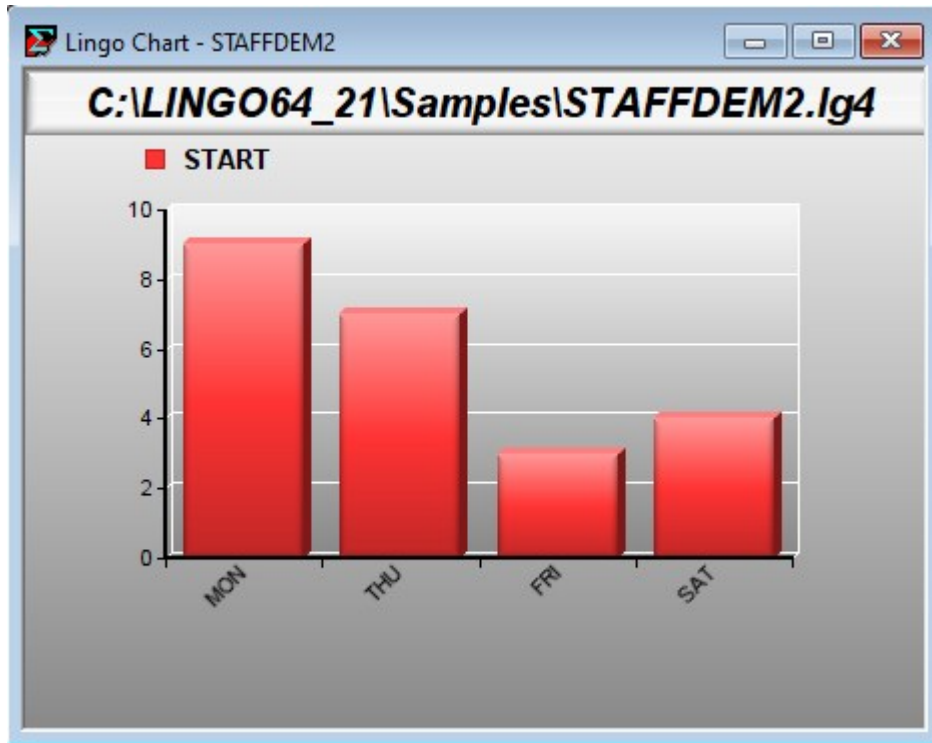 Lingo Chart - STAFFDEM2
C:\LINGO64_21\Samples\STAFFDEM2.lg4
START
10
8
6
4
2
0
MON THU FRI SAT